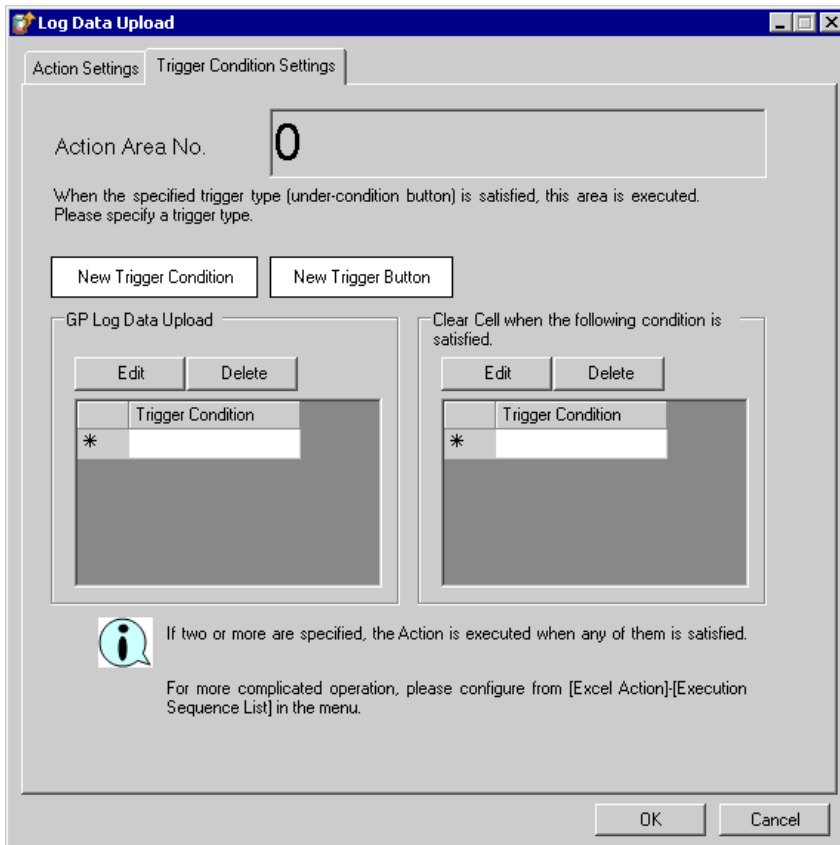 Log Data Upload
Action Settings
Trigger Condition Settings
Action Area No.
0
When the specified trigger type (under-condition button) is satisfied, this area is executed.
Please specify a trigger type.
New Trigger Condition
New Trigger Button
GP Log Data Upload
Edit
Delete
Trigger Condition
*
Clear Cell when the following condition is
satisfied.
Edit
Delete
Trigger Condition
*
If two or more are specified, the Action is executed when any of them is satisfied.
For more complicated operation, please configure from [Excel Action]-[Execution
Sequence List] in the menu.
OK
Cancel